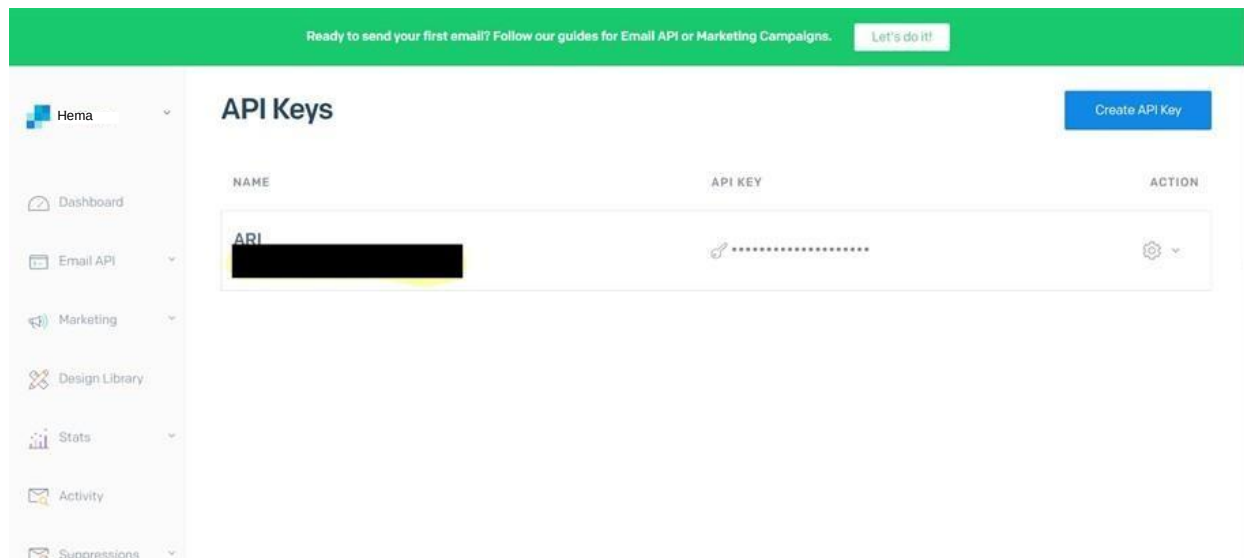 Ready to send your first email? Follow our guides for Email API or Marketing Campaigns.
Let's do it!
Hema
API Keys
Create API Key
NAME
API KEY
ACTION
Dashboard
ARI
Email API
Marketing
Design Library
Stats
Activity
Suppressions